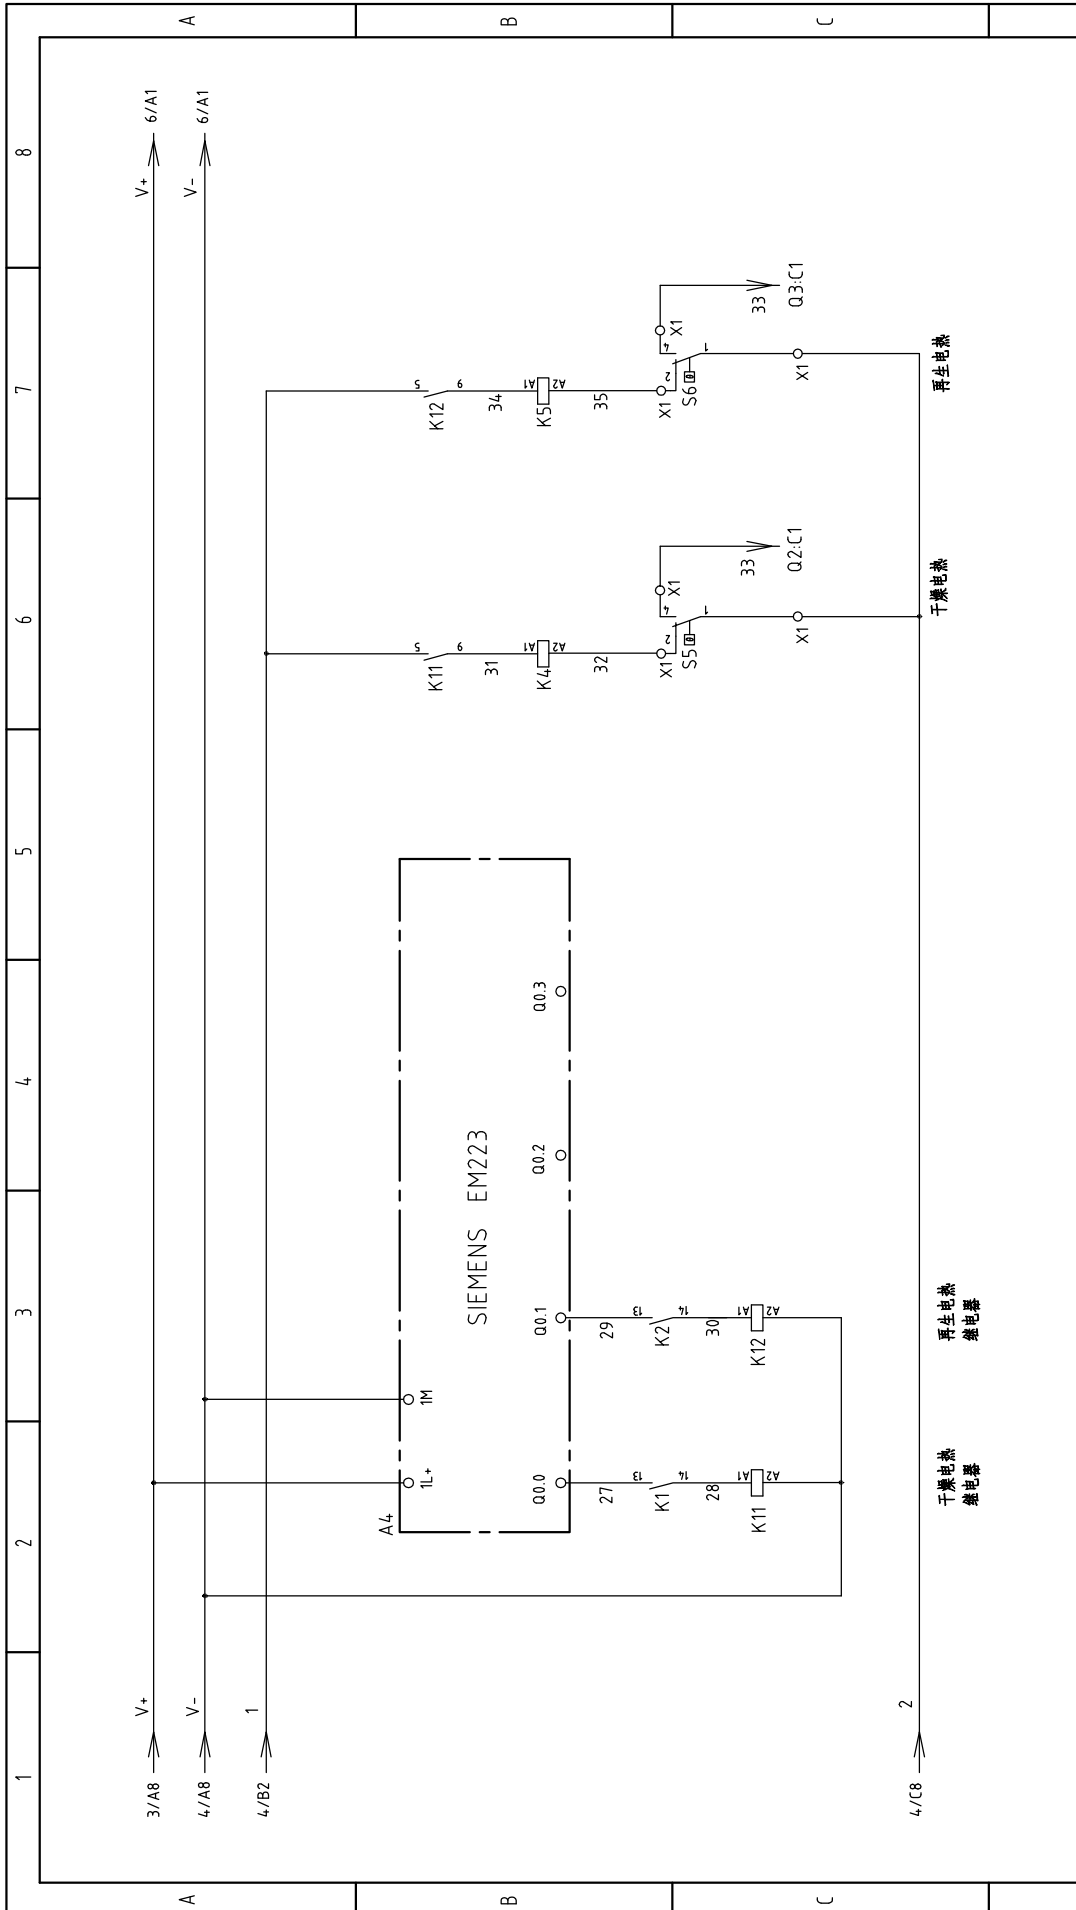 1
2
3
4
5
6
7
8
A
B
C
A
B
C
3/A8
V+
V+
6/A1
4/A8
V-
V-
6/A1
4/B2
1
A4
1L+
1M
SIEMENS EM223
Q0.0
Q0.1
Q0.2
Q0.3
27
K1
13
14
28
K11
A1
A2
29
K2
13
14
30
K12
A1
A2
K11
5
9
31
K4
A1
A2
32
X1
2
4
X1
S5
θ
1
33
Q2:C1
X1
K12
5
9
34
K5
A1
A2
35
X1
2
4
X1
S6
θ
1
33
Q3:C1
X1
4/C8
2
干燥电热
继电器
再生电热
继电器
干燥电热
再生电热